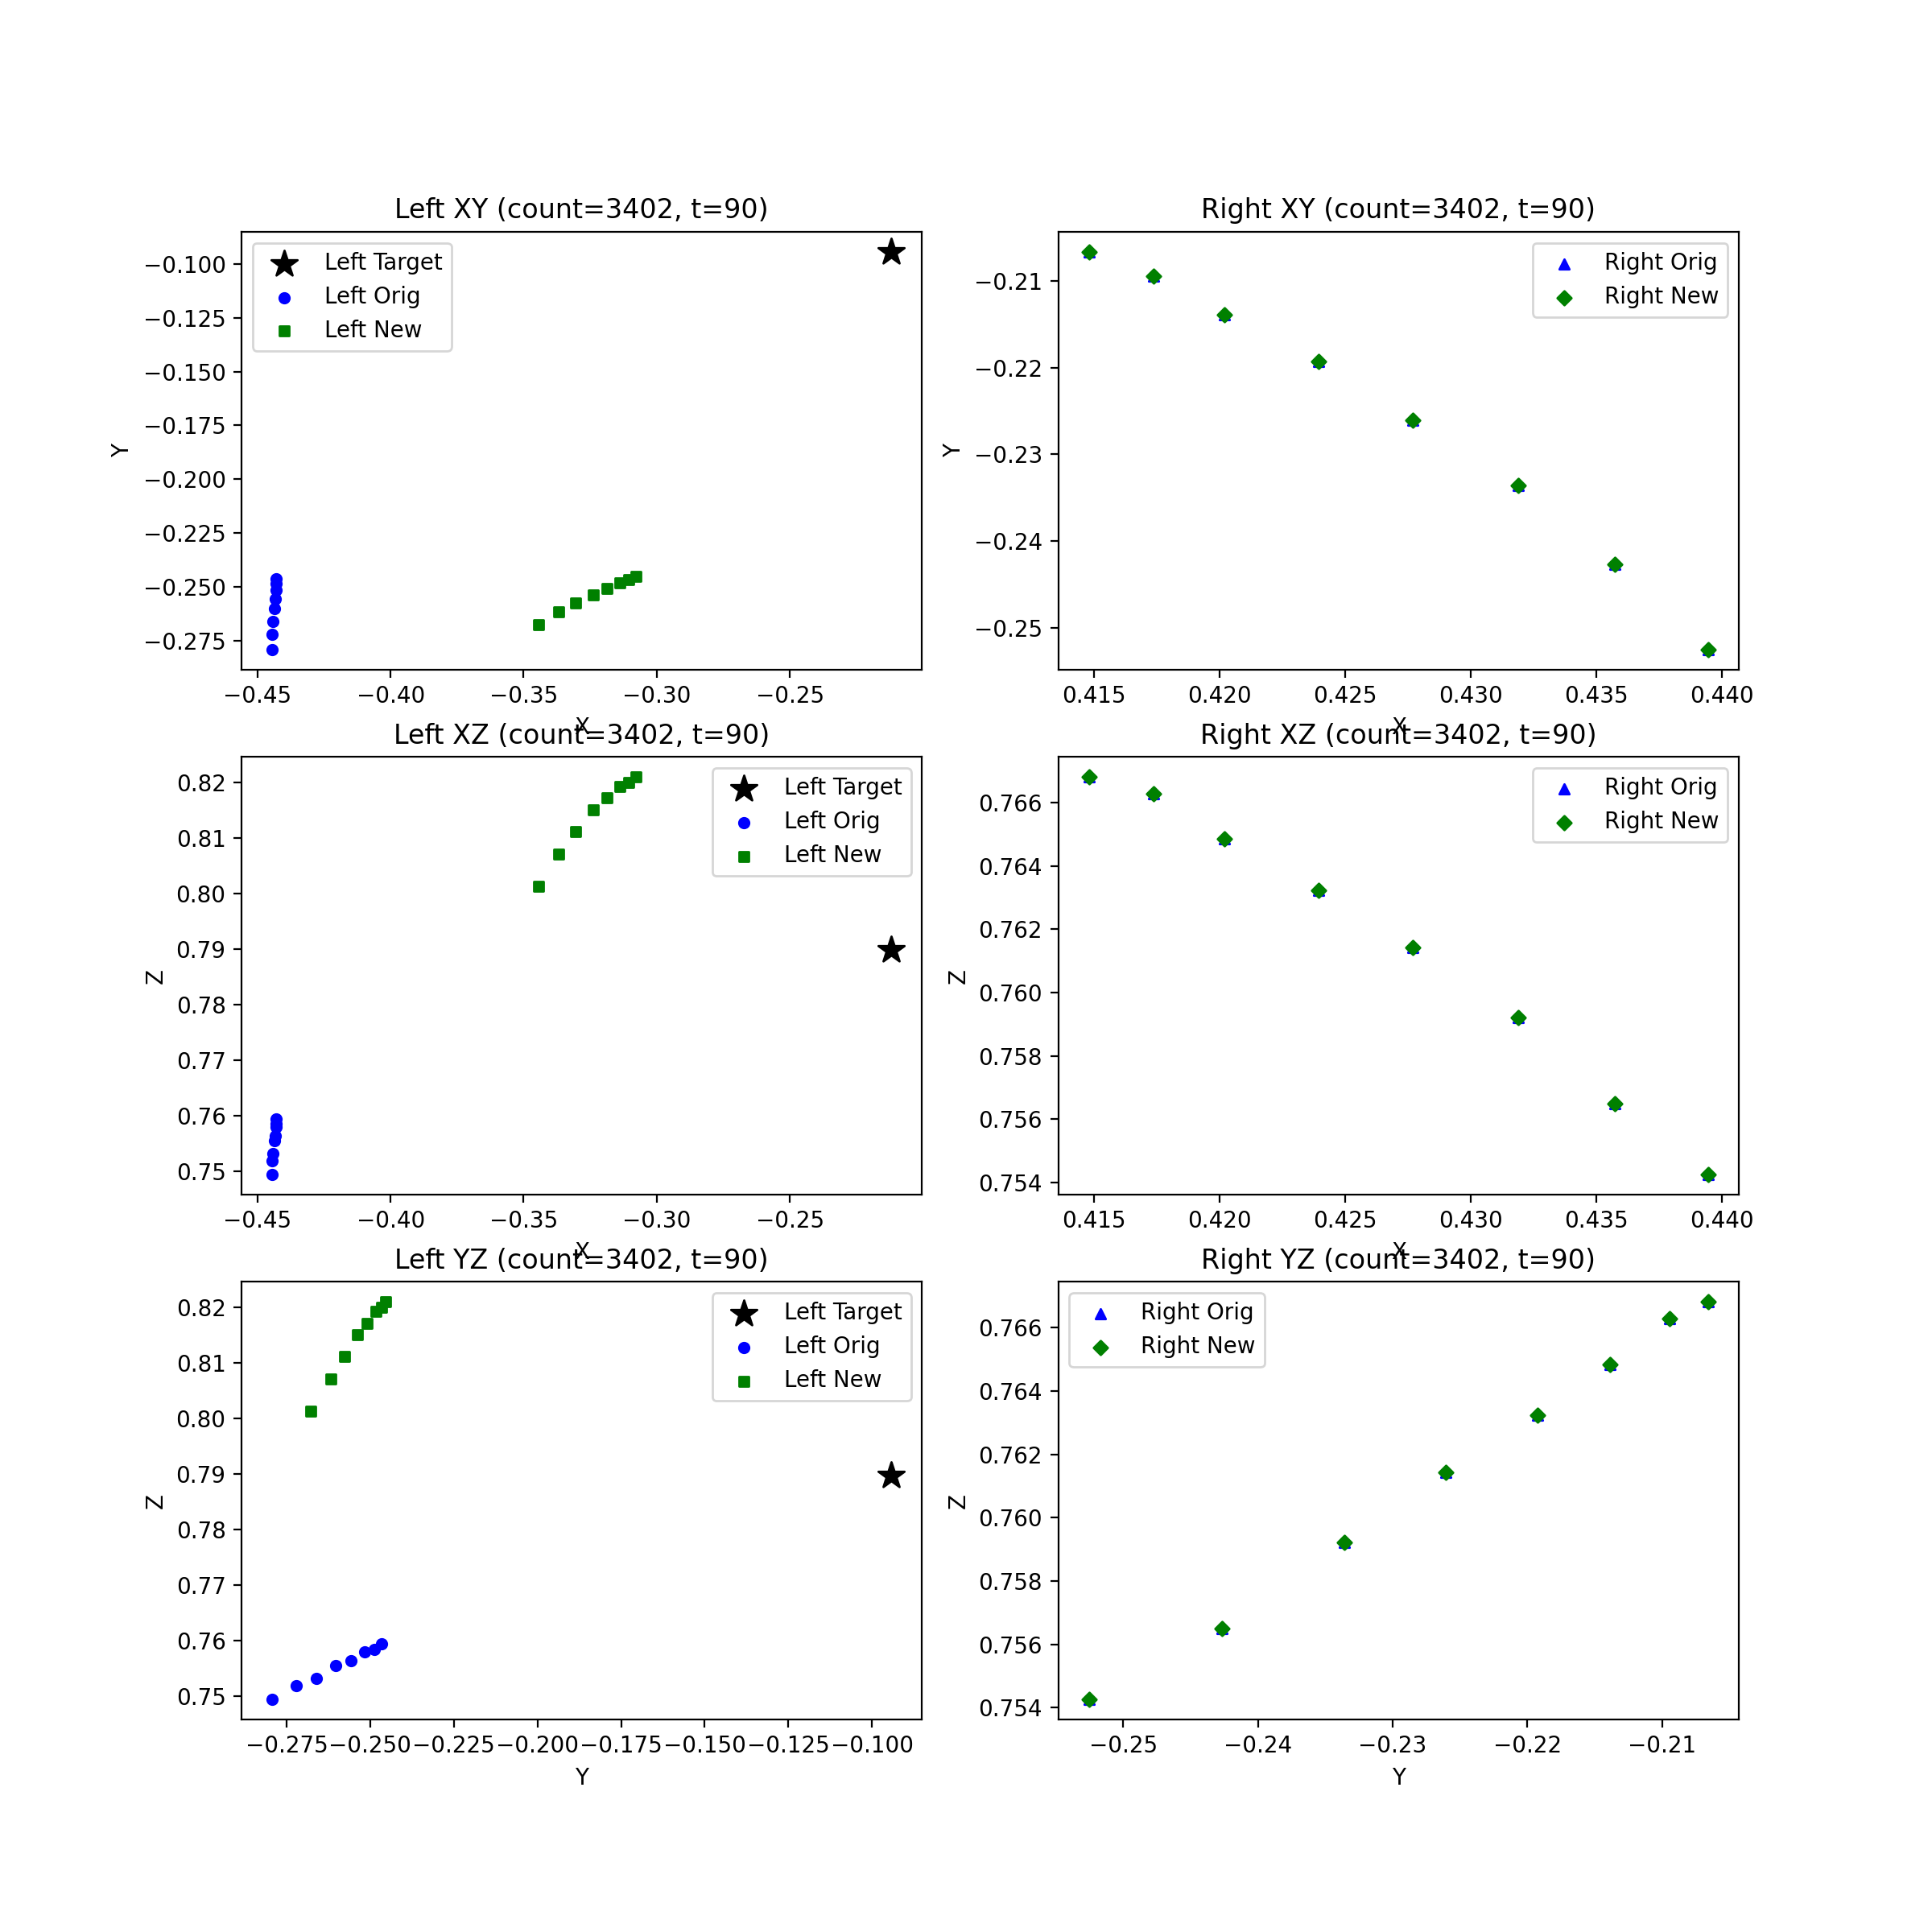 Left XY (count=3402, t=90)
Left Target
Left Orig
Left New
Y
−0.100
−0.125
−0.150
−0.175
−0.200
−0.225
−0.250
−0.275
−0.45
−0.40
−0.35
−0.30
−0.25
X
Right XY (count=3402, t=90)
Right Orig
Right New
Y
−0.21
−0.22
−0.23
−0.24
−0.25
0.415
0.420
0.425
0.430
0.435
0.440
X
Left XZ (count=3402, t=90)
Left Target
Left Orig
Left New
Z
0.82
0.81
0.80
0.79
0.78
0.77
0.76
0.75
−0.45
−0.40
−0.35
−0.30
−0.25
X
Right XZ (count=3402, t=90)
Right Orig
Right New
Z
0.766
0.764
0.762
0.760
0.758
0.756
0.754
0.415
0.420
0.425
0.430
0.435
0.440
X
Left YZ (count=3402, t=90)
Left Target
Left Orig
Left New
Z
0.82
0.81
0.80
0.79
0.78
0.77
0.76
0.75
−0.275
−0.250
−0.225
−0.200
−0.175
−0.150
−0.125
−0.100
Y
Right YZ (count=3402, t=90)
Right Orig
Right New
Z
0.766
0.764
0.762
0.760
0.758
0.756
0.754
−0.25
−0.24
−0.23
−0.22
−0.21
Y